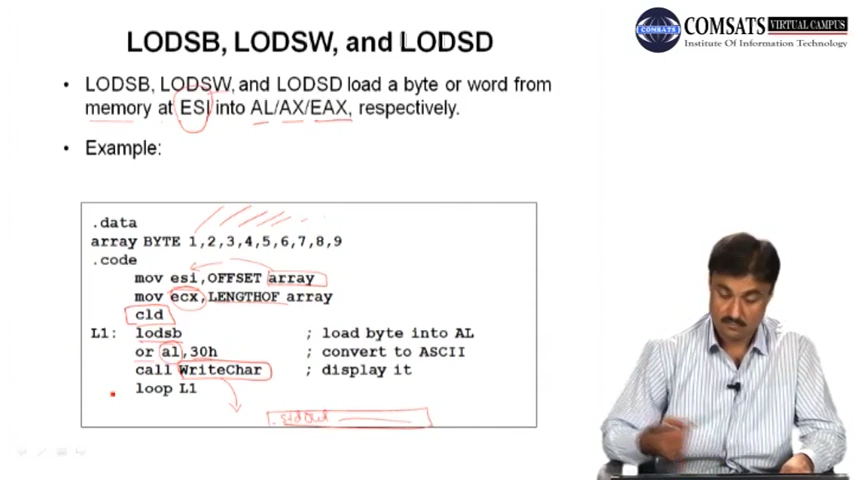 COMSATS VIRTUAL CAMPUS
Institute Of Information Technology
COMSATS
LODSB, LODSW, and LODSD
• LODSB, LODSW, and LODSD load a byte or word from
memory at ESI into AL/AX/EAX, respectively.
• Example:
.data
array BYTE 1,2,3,4,5,6,7,8,9
.code
mov esi,OFFSET array
mov ecx,LENGTHOF array
cld
L1: lodsb ; load byte into AL
or al,30h ; convert to ASCII
call WriteChar ; display it
loop L1